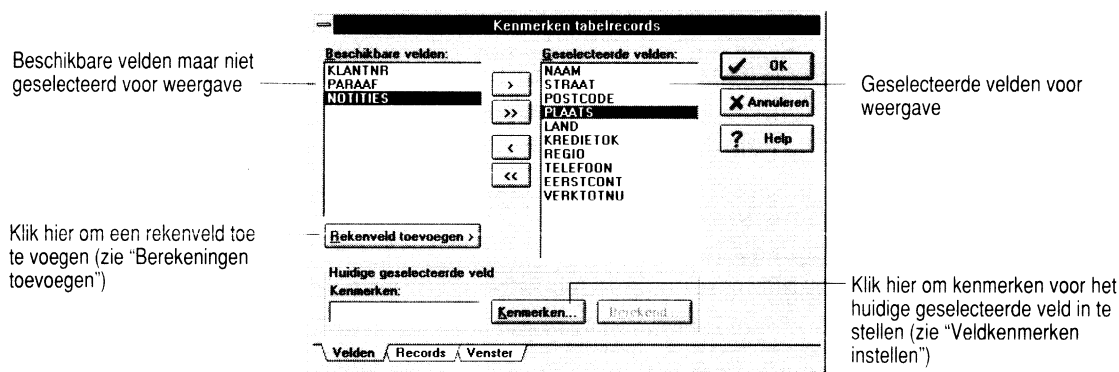 Kenmerken tabelrecords
Beschikbare velden maar niet
geselecteerd voor weergave
Beschikbare velden:
KLANTNR
PARAAF
NOTITIES
>
>>
<
<<
Geselecteerde velden:
NAAM
STRAAT
POSTCODE
PLAATS
LAND
KREDIETOK
REGIO
TELEFOON
EERSTCONT
VERKTOTNU
OK
Annuleren
? Help
Geselecteerde velden voor
weergave
Klik hier om een rekenveld toe
te voegen (zie “Berekeningen
toevoegen”)
Rekenveld toevoegen >
Huidige geselecteerde veld
Kenmerken:
Kenmerken...
Berekend...
Klik hier om kenmerken voor het
huidige geselecteerde veld in te
stellen (zie “Veldkenmerken
instellen”)
Velden Records Venster